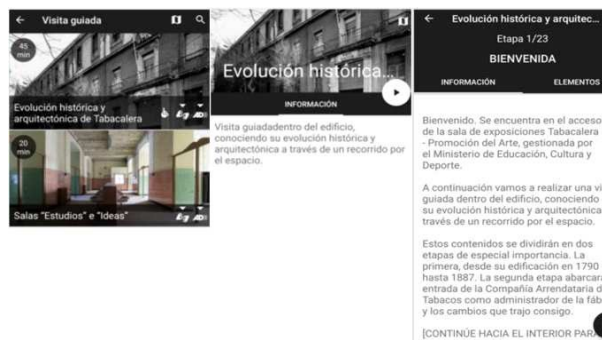 Visita guiada
45
min
Evolución histórica y
arquitectónica de Tabacalera
20
min
Salas "Estudios" e "Ideas"
Evolución histórica...
INFORMACIÓN
Visita guiadadentro del edificio,
conociendo su evolución histórica y
arquitectónica a través de un recorrido por
el espacio.
Evolución histórica y arquitec...
Etapa 1/23
BIENVENIDA
INFORMACIÓN
ELEMENTOS
Bienvenido. Se encuentra en el acceso
de la sala de exposiciones Tabacalera
- Promoción del Arte, gestionada por
el Ministerio de Educación, Cultura y
Deporte.
A continuación vamos a realizar una vi
guiada dentro del edificio, conociendo
su evolución histórica y arquitectónica
través de un recorrido por el espacio.
Estos contenidos se dividirán en dos
etapas de especial importancia. La
primera, desde su edificación en 1790
hasta 1887. La segunda etapa abarcar
entrada de la Compañía Arrendataria d
Tabacos como administrador de la fáb
y los cambios que trajo consigo.
[CONTINÚE HACIA EL INTERIOR PAR